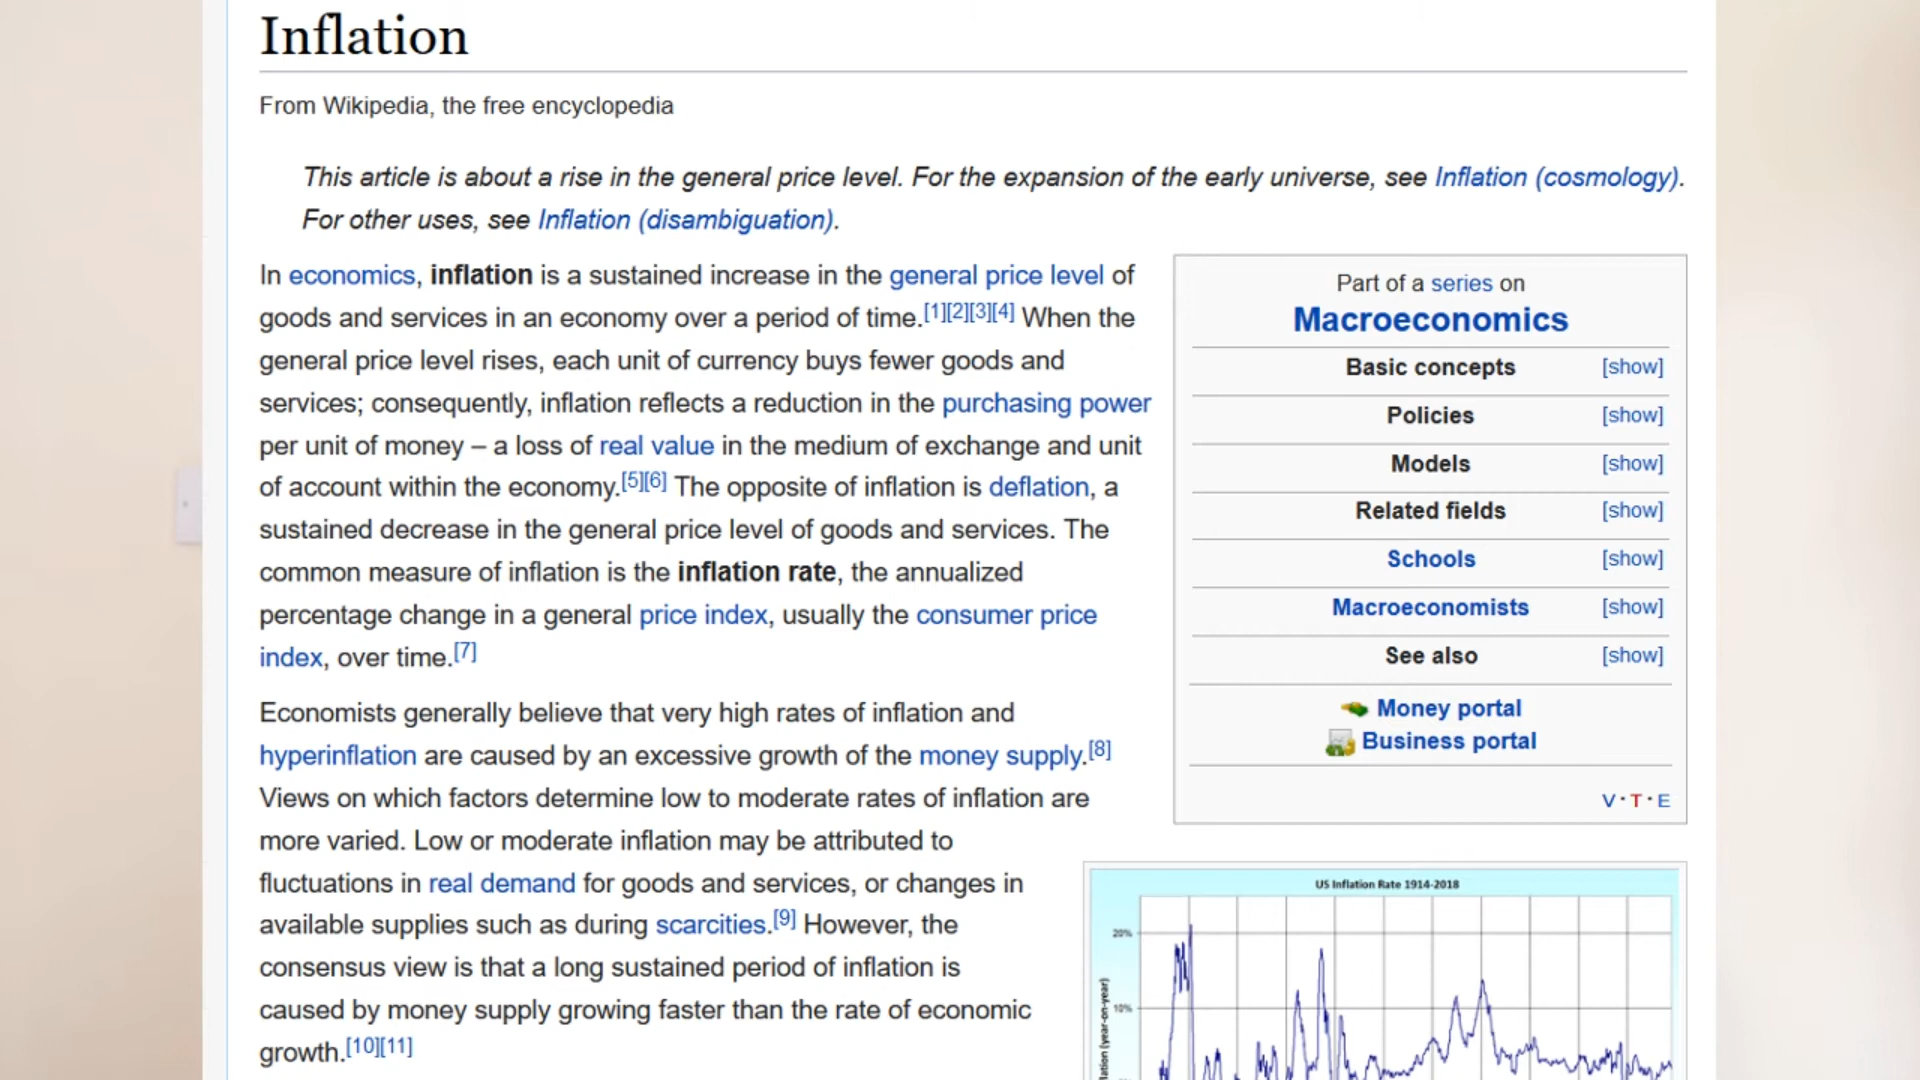 Inflation
From Wikipedia, the free encyclopedia
This article is about a rise in the general price level. For the expansion of the early universe, see Inflation (cosmology).
For other uses, see Inflation (disambiguation).
In economics, inflation is a sustained increase in the general price level of
goods and services in an economy over a period of time.[1][2][3][4] When the
general price level rises, each unit of currency buys fewer goods and
services; consequently, inflation reflects a reduction in the purchasing power
per unit of money – a loss of real value in the medium of exchange and unit
of account within the economy.[5][6] The opposite of inflation is deflation, a
sustained decrease in the general price level of goods and services. The
common measure of inflation is the inflation rate, the annualized
percentage change in a general price index, usually the consumer price
index, over time.[7]
Economists generally believe that very high rates of inflation and
hyperinflation are caused by an excessive growth of the money supply.[8]
Views on which factors determine low to moderate rates of inflation are
more varied. Low or moderate inflation may be attributed to
fluctuations in real demand for goods and services, or changes in
available supplies such as during scarcities.[9] However, the
consensus view is that a long sustained period of inflation is
caused by money supply growing faster than the rate of economic
growth.[10][11]
Part of a series on
Macroeconomics
Basic concepts [show]
Policies [show]
Models [show]
Related fields [show]
Schools [show]
Macroeconomists [show]
See also [show]
Money portal
Business portal
V · T · E
US Inflation Rate 1914-2018
20%
10%
(year-on-year)